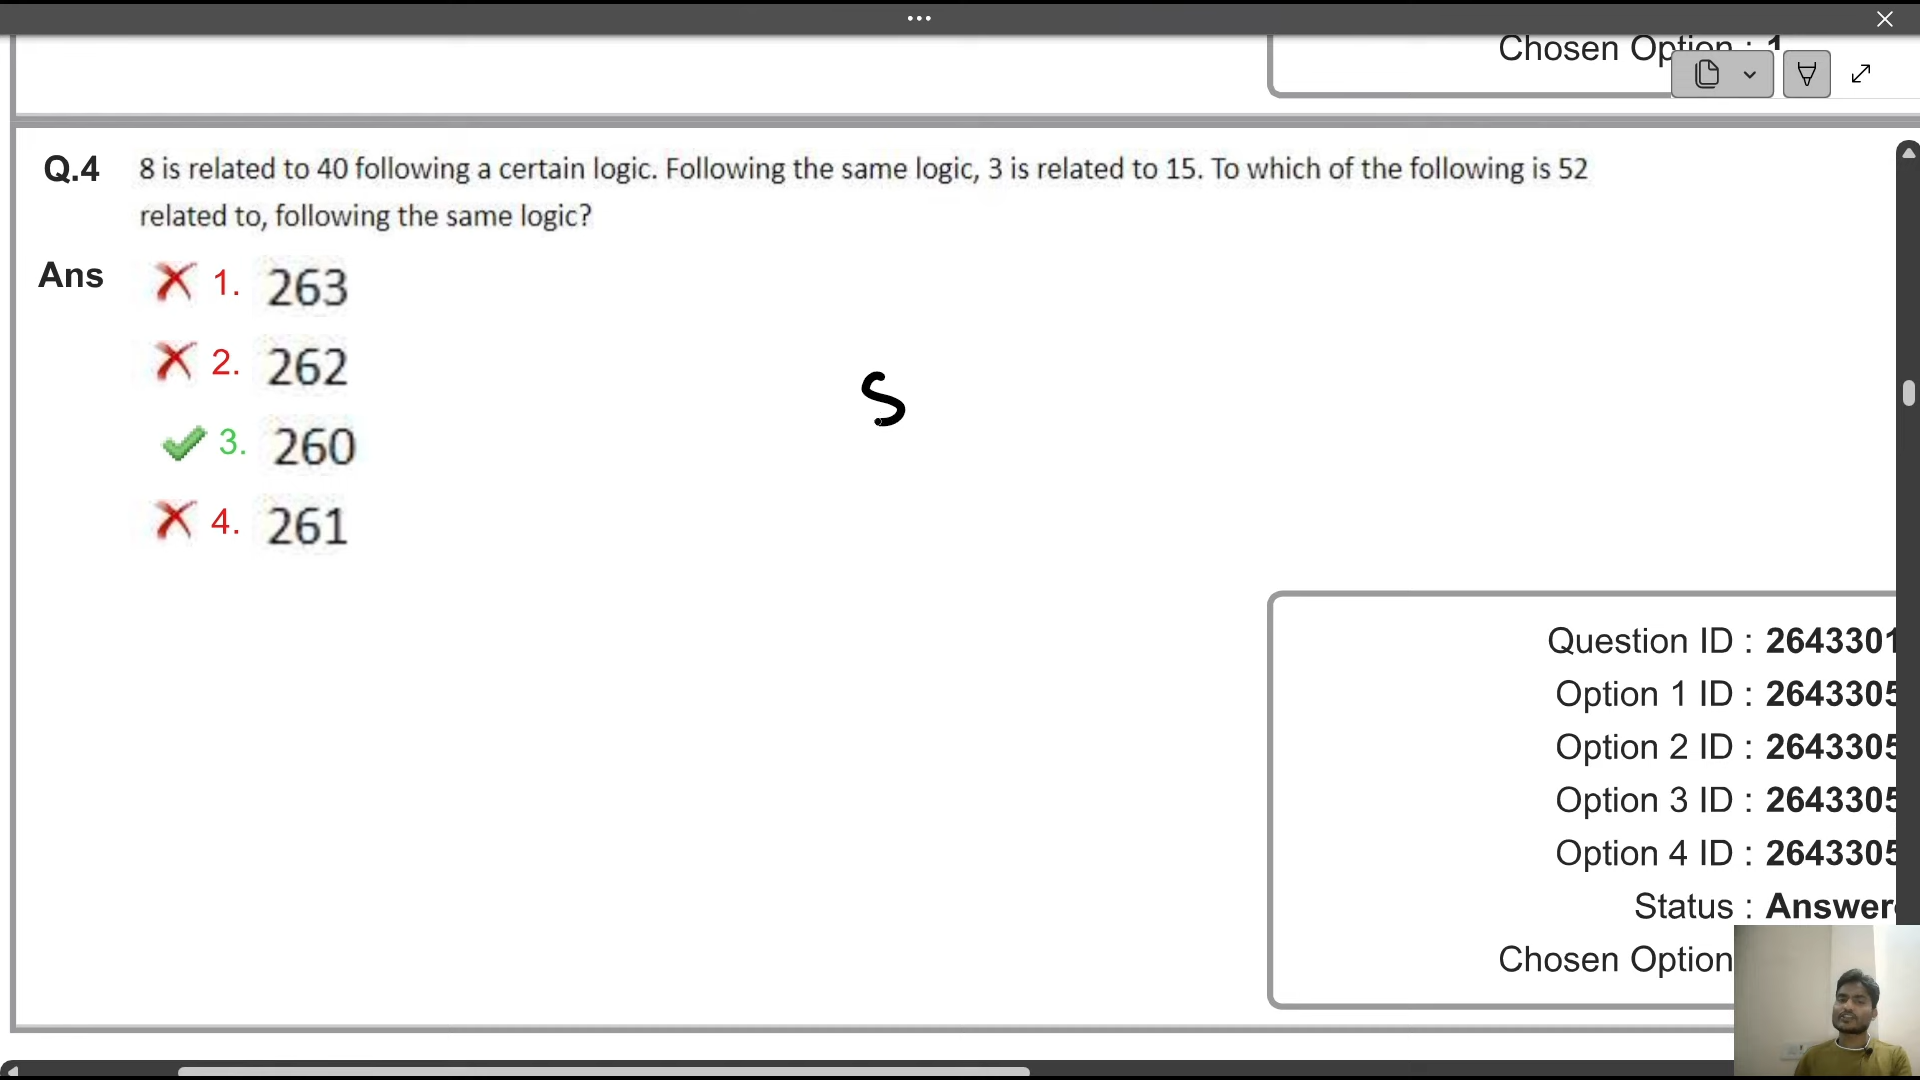 Chosen Option : 1
Q.4 8 is related to 40 following a certain logic. Following the same logic, 3 is related to 15. To which of the following is 52
related to, following the same logic?
Ans 1. 263
2. 262
3. 260
4. 261
S
Question ID : 2643301
Option 1 ID : 2643305
Option 2 ID : 2643305
Option 3 ID : 2643305
Option 4 ID : 2643305
Status : Answer
Chosen Option